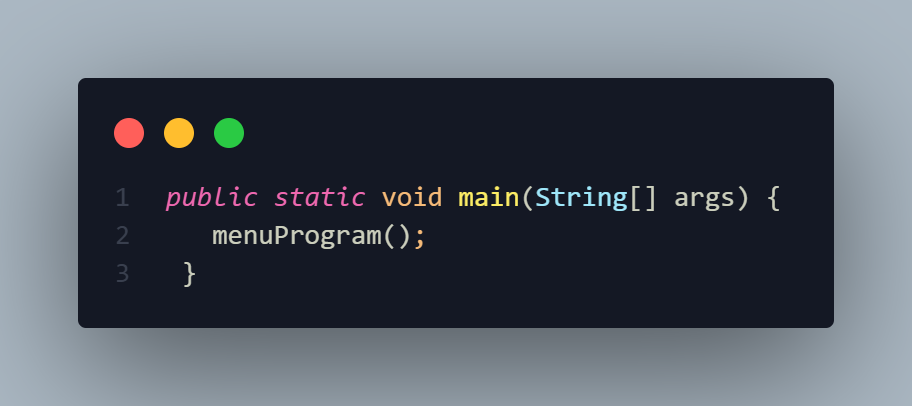 1 public static void main(String[] args) {
2 menuProgram();
3 }